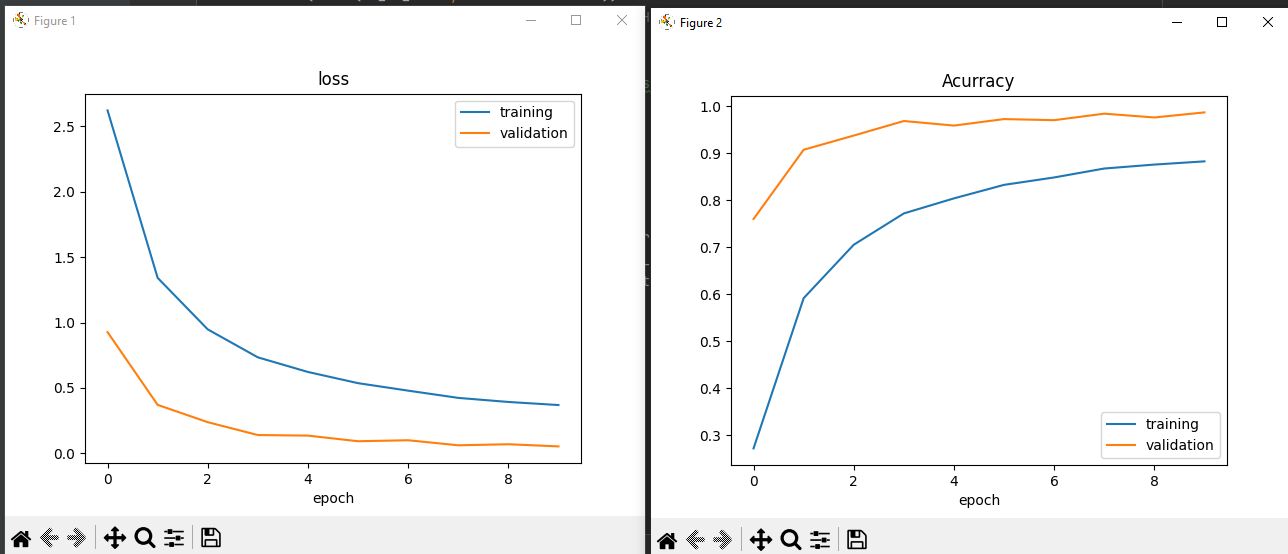 Figure 1
loss
training
validation
2.5
2.0
1.5
1.0
0.5
0.0
0 2 4 6 8
epoch
Figure 2
Acurracy
1.0
0.9
0.8
0.7
0.6
0.5
0.4
0.3
training
validation
0 2 4 6 8
epoch